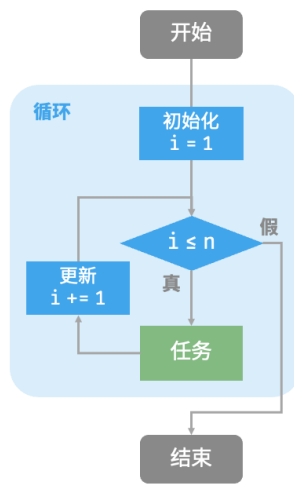 开始
循环
初始化
i = 1
i ≤ n
假
真
更新
i += 1
任务
结束